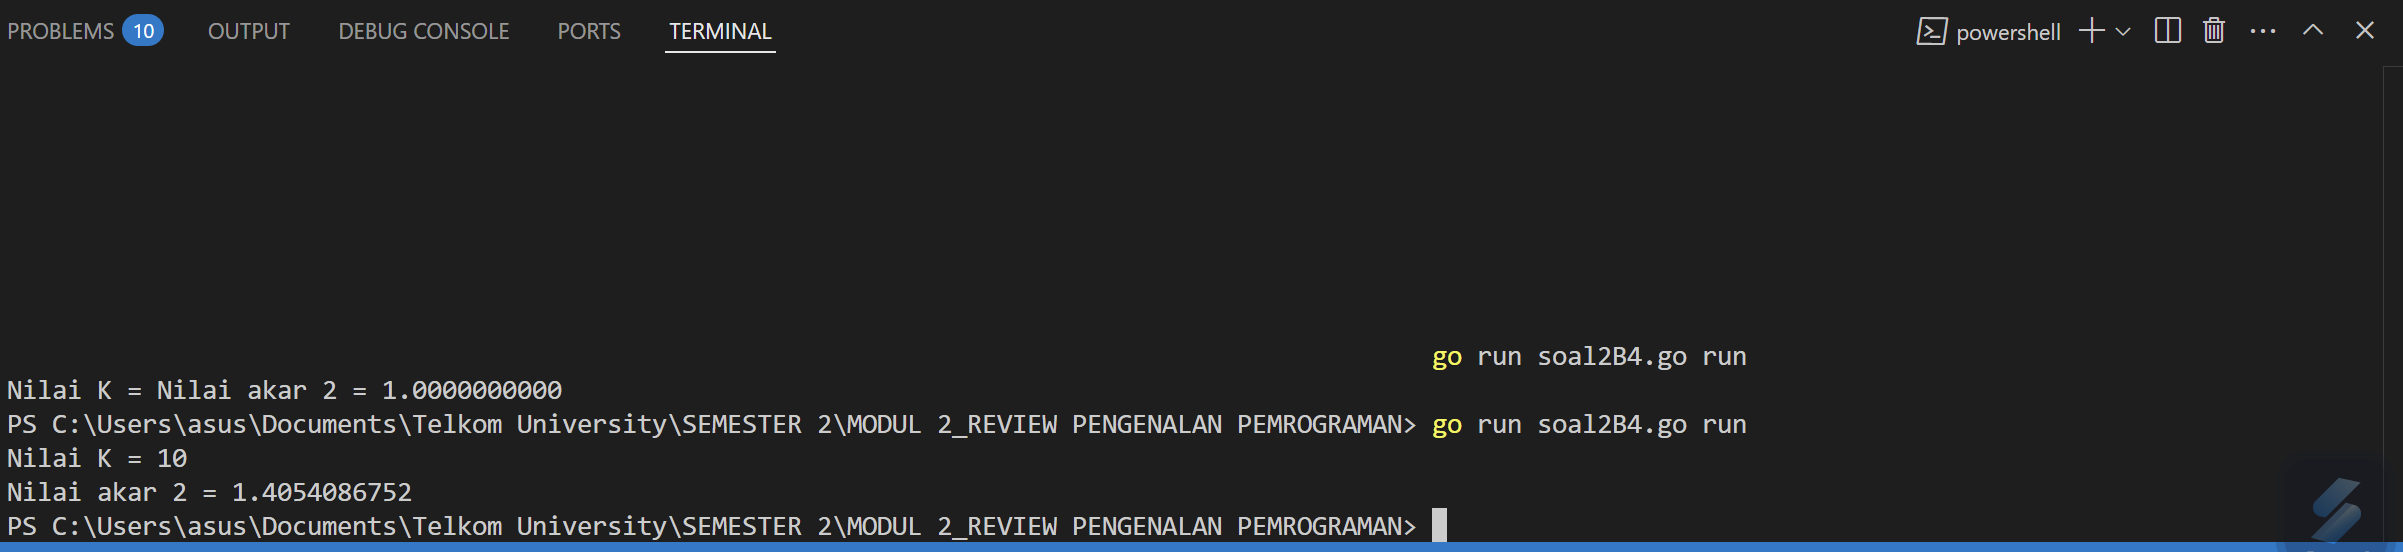 PROBLEMS 10 OUTPUT DEBUG CONSOLE PORTS TERMINAL powershell
go run soal2B4.go run
Nilai K = Nilai akar 2 = 1.0000000000
PS C:\Users\asus\Documents\Telkom University\SEMESTER 2\MODUL 2_REVIEW PENGENALAN PEMROGRAMAN> go run soal2B4.go run
Nilai K = 10
Nilai akar 2 = 1.4054086752
PS C:\Users\asus\Documents\Telkom University\SEMESTER 2\MODUL 2_REVIEW PENGENALAN PEMROGRAMAN>